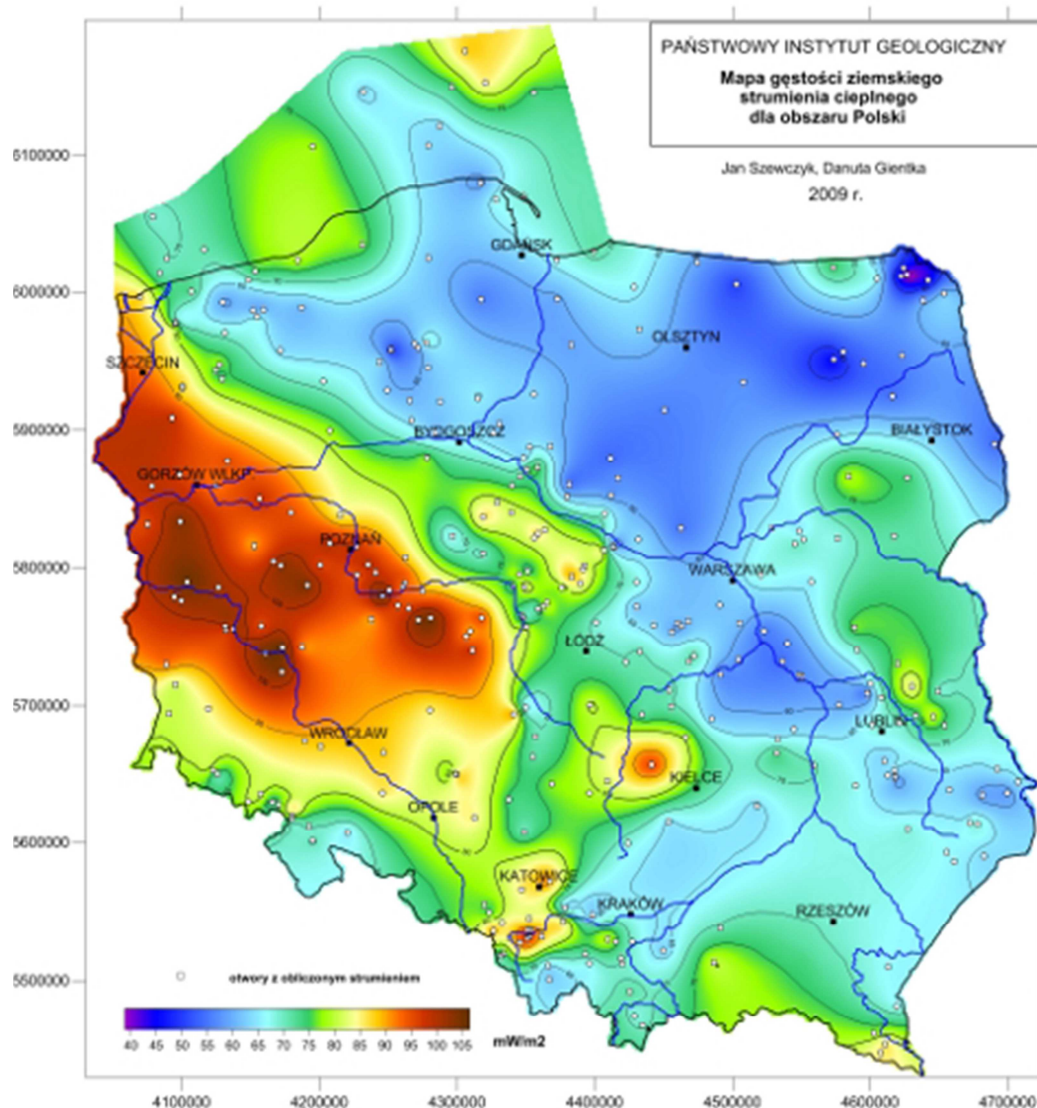 PAŃSTWOWY INSTYTUT GEOLOGICZNY
Mapa gęstości ziemskiego
strumienia cieplnego
dla obszaru Polski
Jan Szewczyk, Danuta Gientka
2009 r.
6100000
GDAŃSK
6000000
OLSZTYN
SZCZECIN
5900000
BYDGOSZCZ
BIAŁYSTOK
GORZÓW WLKP.
POZNAŃ
5800000
WARSZAWA
ŁÓDŹ
5700000
LUBLIN
WROCŁAW
KIELCE
OPOLE
5600000
KATOWICE
KRAKÓW
RZESZÓW
5500000
otwory z obliczonym strumieniem
40 45 50 55 60 65 70 75 80 85 90 95 100 105
mW/m2
4100000 4200000 4300000 4400000 4500000 4600000 4700000